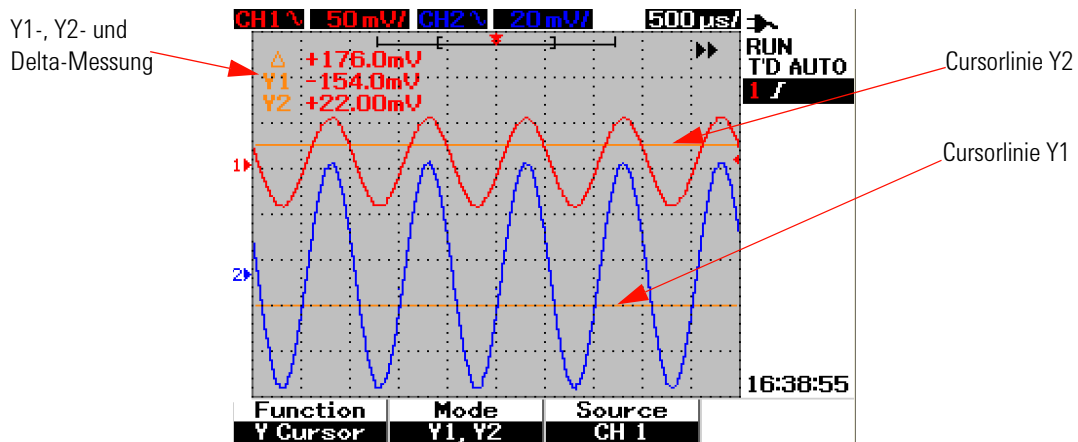 Y1-, Y2- und
Delta-Messung
CH1 ∿ 50 mV/ CH2 ∿ 20 mV/ 500 µs/
RUN
T'D AUTO
1
Δ +176.0mV
Y1 -154.0mV
Y2 +22.00mV
Cursorlinie Y2
Cursorlinie Y1
1
2
16:38:55
Function Mode Source
Y Cursor Y1, Y2 CH 1